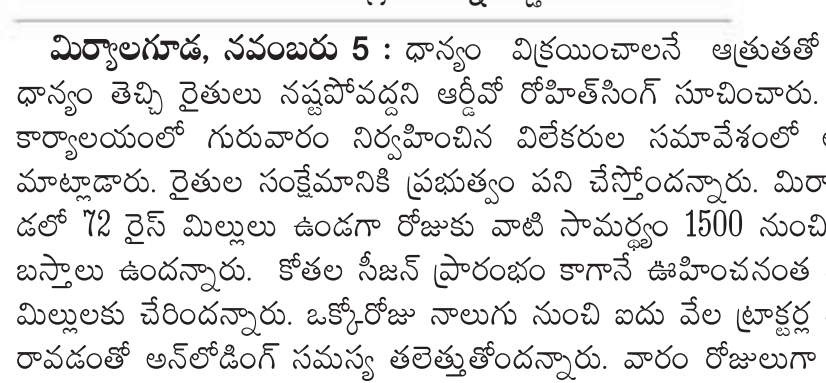 మిర్యాలగూడ, నవంబరు 5 : ధాన్యం విక్రయించాలనే ఆత్రుతతో
ధాన్యం తెచ్చి రైతులు నష్టపోవద్దని ఆర్డీవో రోహిత్‌సింగ్ సూచించారు.
కార్యాలయంలో గురువారం నిర్వహించిన విలేకరుల సమావేశంలో
మాట్లాడారు. రైతుల సంక్షేమానికి ప్రభుత్వం పని చేస్తోందన్నారు. మిర్యా
డలో 72 రైస్ మిల్లులు ఉండగా రోజుకు వాటి సామర్థ్యం 1500 నుంచి
బస్తాలు ఉందన్నారు. కోతల సీజన్ ప్రారంభం కాగానే ఊహించనంత
మిల్లులకు చేరిందన్నారు. ఒక్కోరోజు నాలుగు నుంచి ఐదు వేల ట్రాక్టర్ల
రావడంతో అన్‌లోడింగ్ సమస్య తలెత్తుతోందన్నారు. వారం రోజులుగా